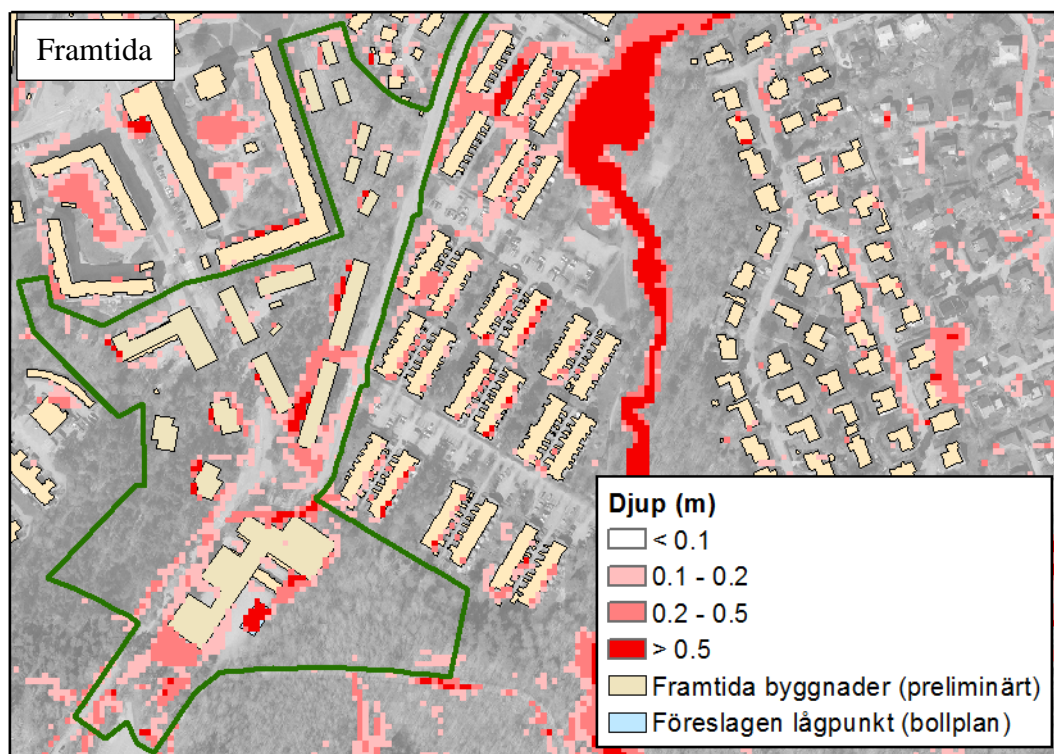 Framtida
Djup (m)
< 0.1
0.1 - 0.2
0.2 - 0.5
> 0.5
Framtida byggnader (preliminärt)
Föreslagen lågpunkt (bollplan)